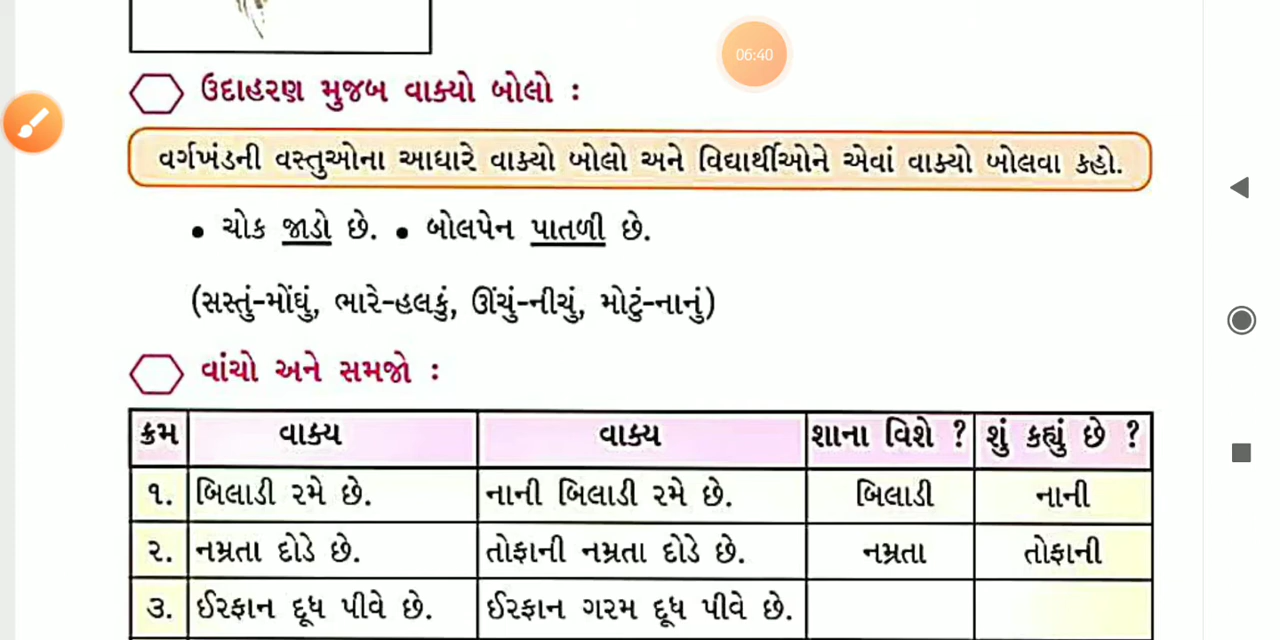 06:40
ઉદાહરણ મુજબ વાક્યો બોલો :
વર્ગખંડની વસ્તુઓના આધારે વાક્યો બોલો અને વિદ્યાર્થીઓને એવાં વાક્યો બોલવા કહો.
• ચોક જાડો છે. • બોલપેન પાતળી છે.
(સસ્તું-મોંઘું, ભારે-હલકું, ઊંચું-નીચું, મોટું-નાનું)
વાંચો અને સમજો :
ક્રમ વાક્ય વાક્ય શાના વિશે ? શું કહ્યું છે ?
૧. બિલાડી રમે છે. નાની બિલાડી રમે છે. બિલાડી નાની
૨. નમ્રતા દોડે છે. તોફાની નમ્રતા દોડે છે. નમ્રતા તોફાની
૩. ઈરફાન દૂધ પીવે છે. ઈરફાન ગરમ દૂધ પીવે છે.